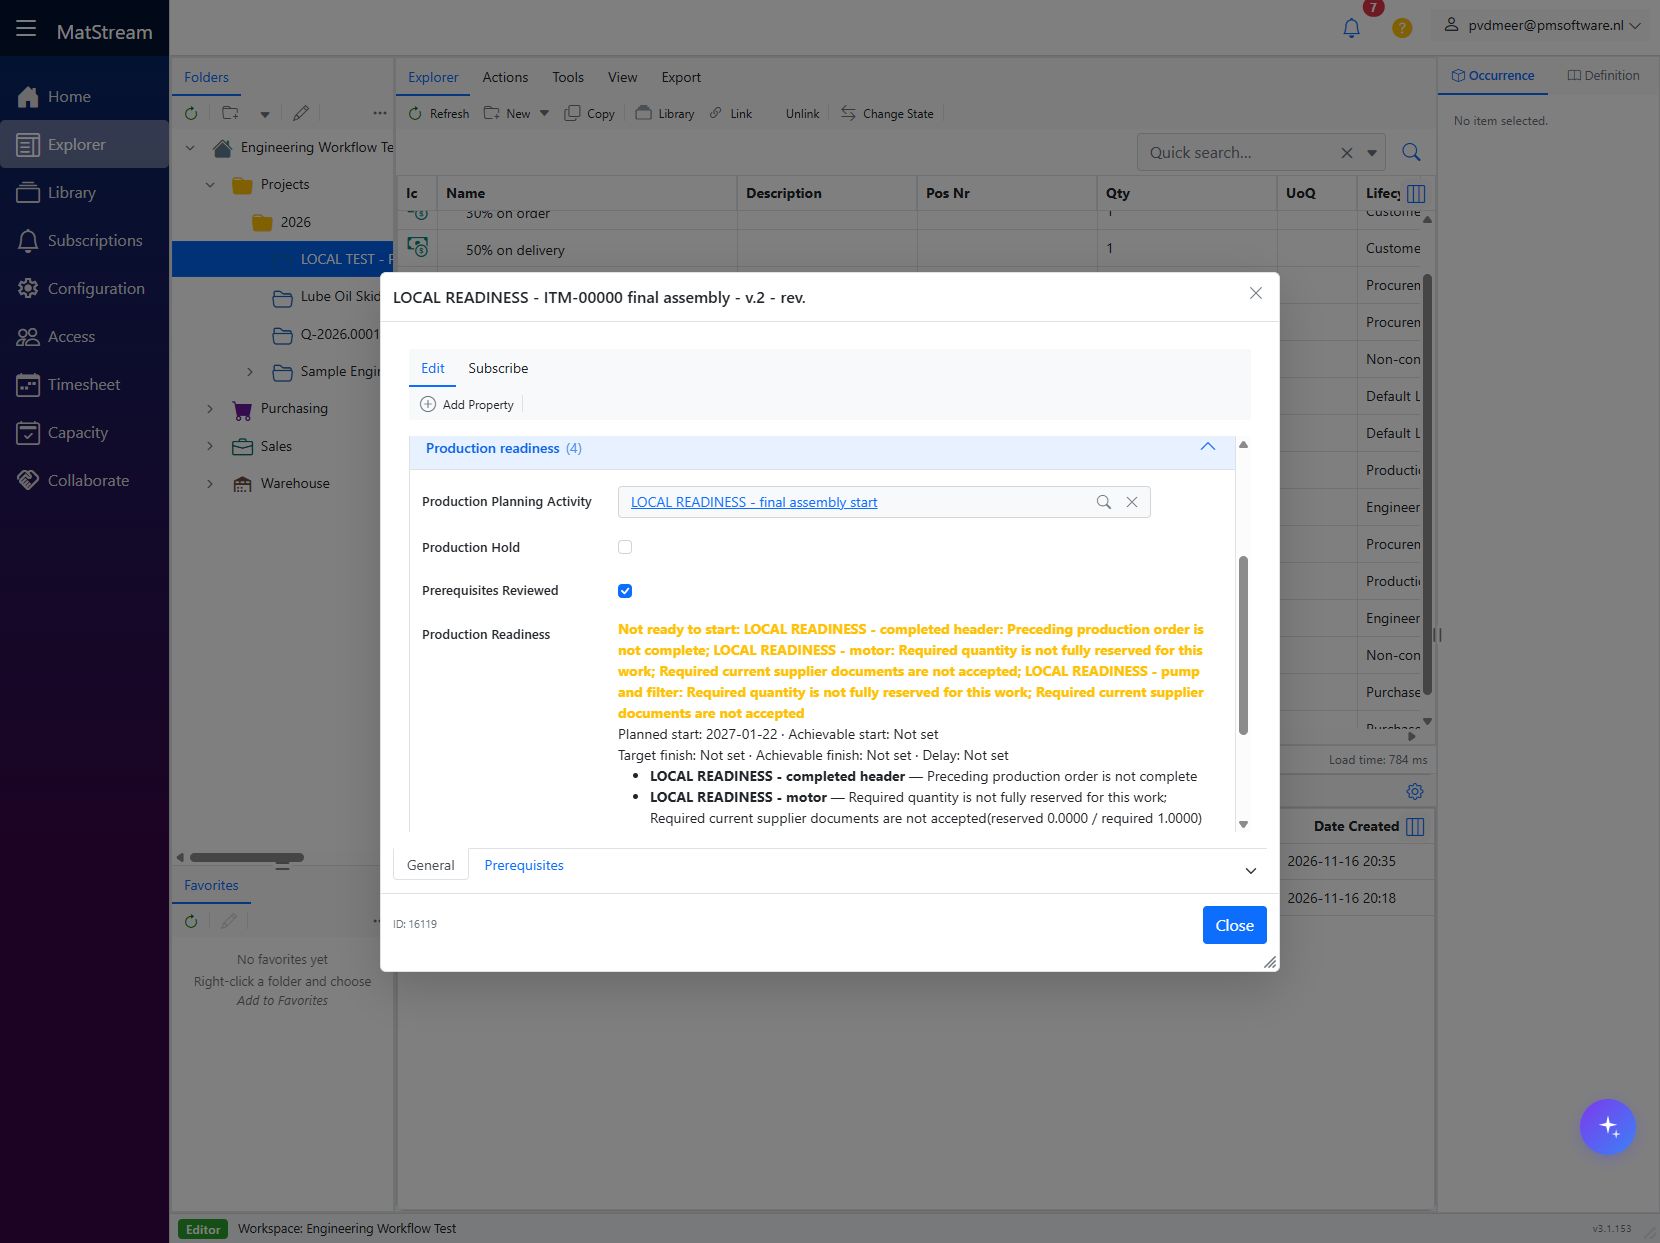 MatStream
7
?
pvdmeer@pmsoftware.nl
Home
Explorer
Library
Subscriptions
Configuration
Access
Timesheet
Capacity
Collaborate
Folders
Engineering Workflow Te
Projects
2026
LOCAL TEST - F
Lube Oil Skid
Q-2026.0001
Sample Engir
Purchasing
Sales
Warehouse
Favorites
No favorites yet
Right-click a folder and choose
Add to Favorites
Explorer Actions Tools View Export
Refresh New Copy Library Link Unlink Change State
Quick search...
Ic Name Description Pos Nr Qty UoQ Lifecy
30% on order 1 Custome
50% on delivery 1 Custome
Procuren
Procuren
Non-con
Default L
Default L
Producti
Engineer
Procuren
Producti
Engineer
Non-con
Purchase
Purchase
Load time: 784 ms
Date Created
2026-11-16 20:35
2026-11-16 20:18
Occurrence Definition
No item selected.
LOCAL READINESS - ITM-00000 final assembly - v.2 - rev.
Edit Subscribe
Add Property
Production readiness (4)
Production Planning Activity LOCAL READINESS - final assembly start
Production Hold
Prerequisites Reviewed
Production Readiness
Not ready to start: LOCAL READINESS - completed header: Preceding production order is
not complete; LOCAL READINESS - motor: Required quantity is not fully reserved for this
work; Required current supplier documents are not accepted; LOCAL READINESS - pump
and filter: Required quantity is not fully reserved for this work; Required current supplier
documents are not accepted
Planned start: 2027-01-22 · Achievable start: Not set
Target finish: Not set · Achievable finish: Not set · Delay: Not set
• LOCAL READINESS - completed header — Preceding production order is not complete
• LOCAL READINESS - motor — Required quantity is not fully reserved for this work;
Required current supplier documents are not accepted(reserved 0.0000 / required 1.0000)
General Prerequisites
ID: 16119
Close
Editor Workspace: Engineering Workflow Test
v3.1.153